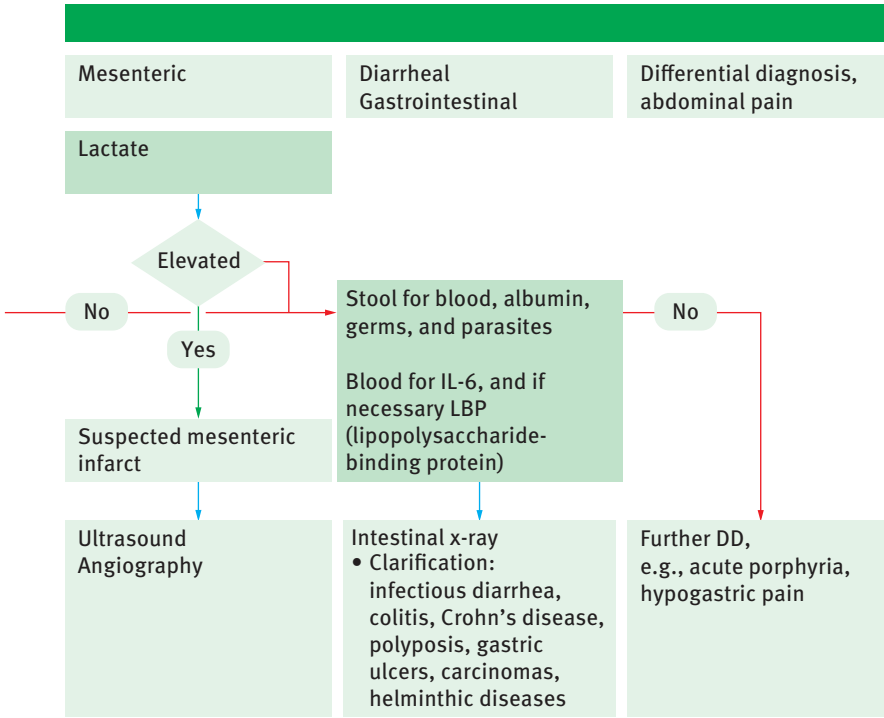 Mesenteric
Diarrheal
Gastrointestinal
Differential diagnosis,
abdominal pain
Lactate
Elevated
No
Yes
Stool for blood, albumin,
germs, and parasites
Blood for IL-6, and if
necessary LBP
(lipopolysaccharide-
binding protein)
No
Suspected mesenteric
infarct
Ultrasound
Angiography
Intestinal x-ray
• Clarification:
infectious diarrhea,
colitis, Crohn’s disease,
polyposis, gastric
ulcers, carcinomas,
helminthic diseases
Further DD,
e.g., acute porphyria,
hypogastric pain